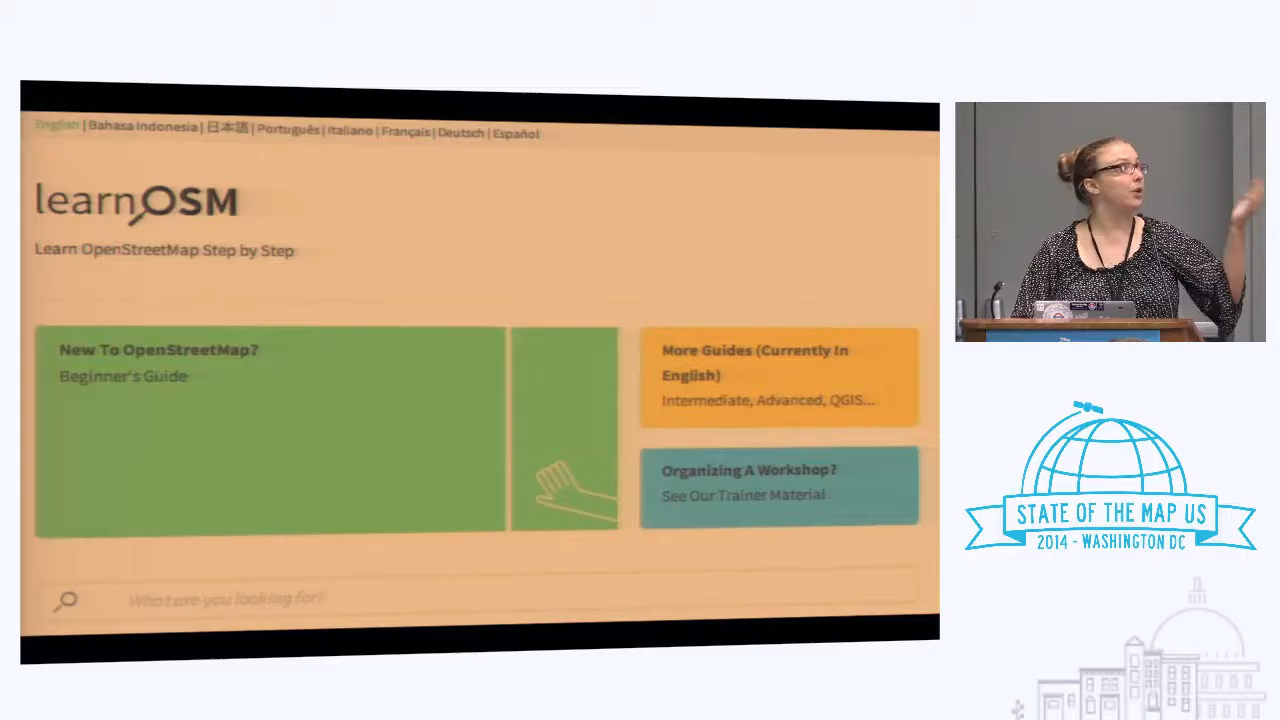 English | Bahasa Indonesia | 日本語 | Português | Italiano | Français | Deutsch | Español
learnOSM
Learn OpenStreetMap Step by Step
New To OpenStreetMap?
Beginner's Guide
More Guides (Currently In
English)
Intermediate, Advanced, QGIS...
Organizing A Workshop?
See Our Trainer Material
What are you looking for?
STATE OF THE MAP US
2014 - WASHINGTON DC